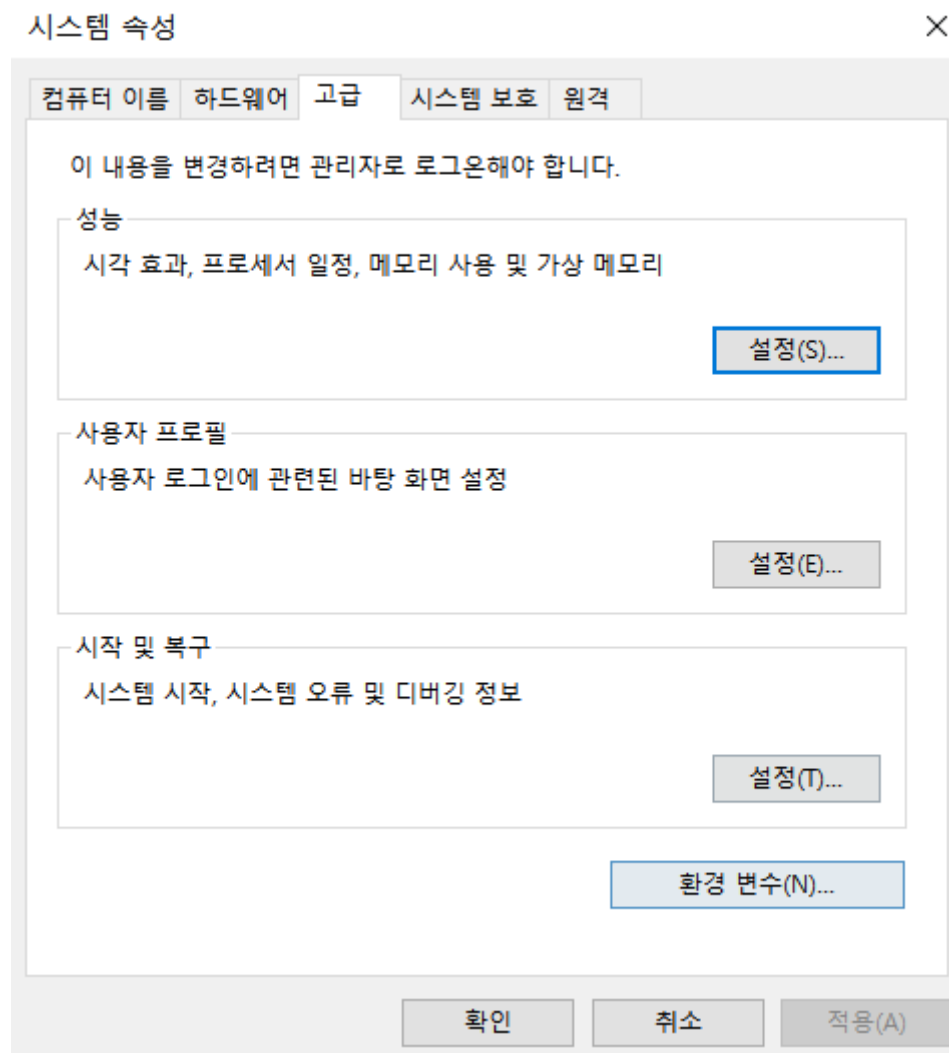 시스템 속성
컴퓨터 이름 하드웨어 고급 시스템 보호 원격
이 내용을 변경하려면 관리자로 로그온해야 합니다.
성능
시각 효과, 프로세서 일정, 메모리 사용 및 가상 메모리
설정(S)...
사용자 프로필
사용자 로그인에 관련된 바탕 화면 설정
설정(E)...
시작 및 복구
시스템 시작, 시스템 오류 및 디버깅 정보
설정(T)...
환경 변수(N)...
확인 취소 적용(A)